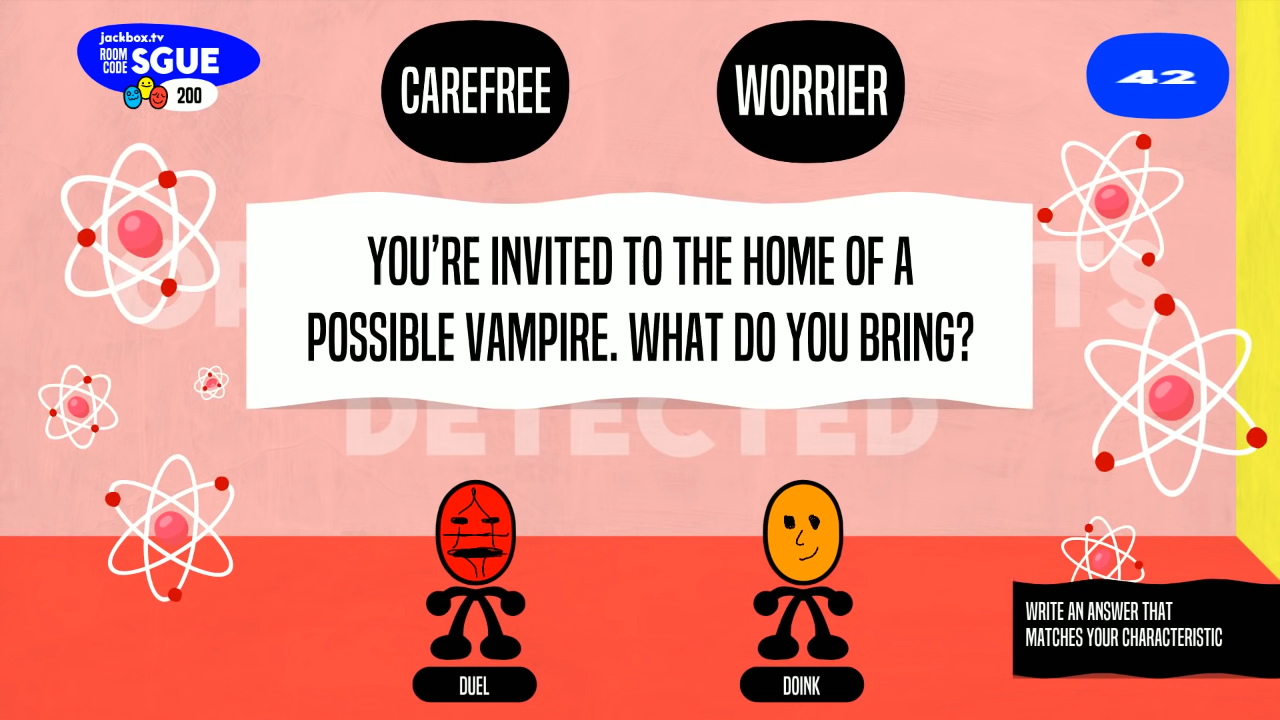 jackbox.tv
ROOM CODE SGUE
200
CAREFREE
WORRIER
42
YOU'RE INVITED TO THE HOME OF A
POSSIBLE VAMPIRE. WHAT DO YOU BRING?
DETECTED
DUEL
DOINK
WRITE AN ANSWER THAT
MATCHES YOUR CHARACTERISTIC